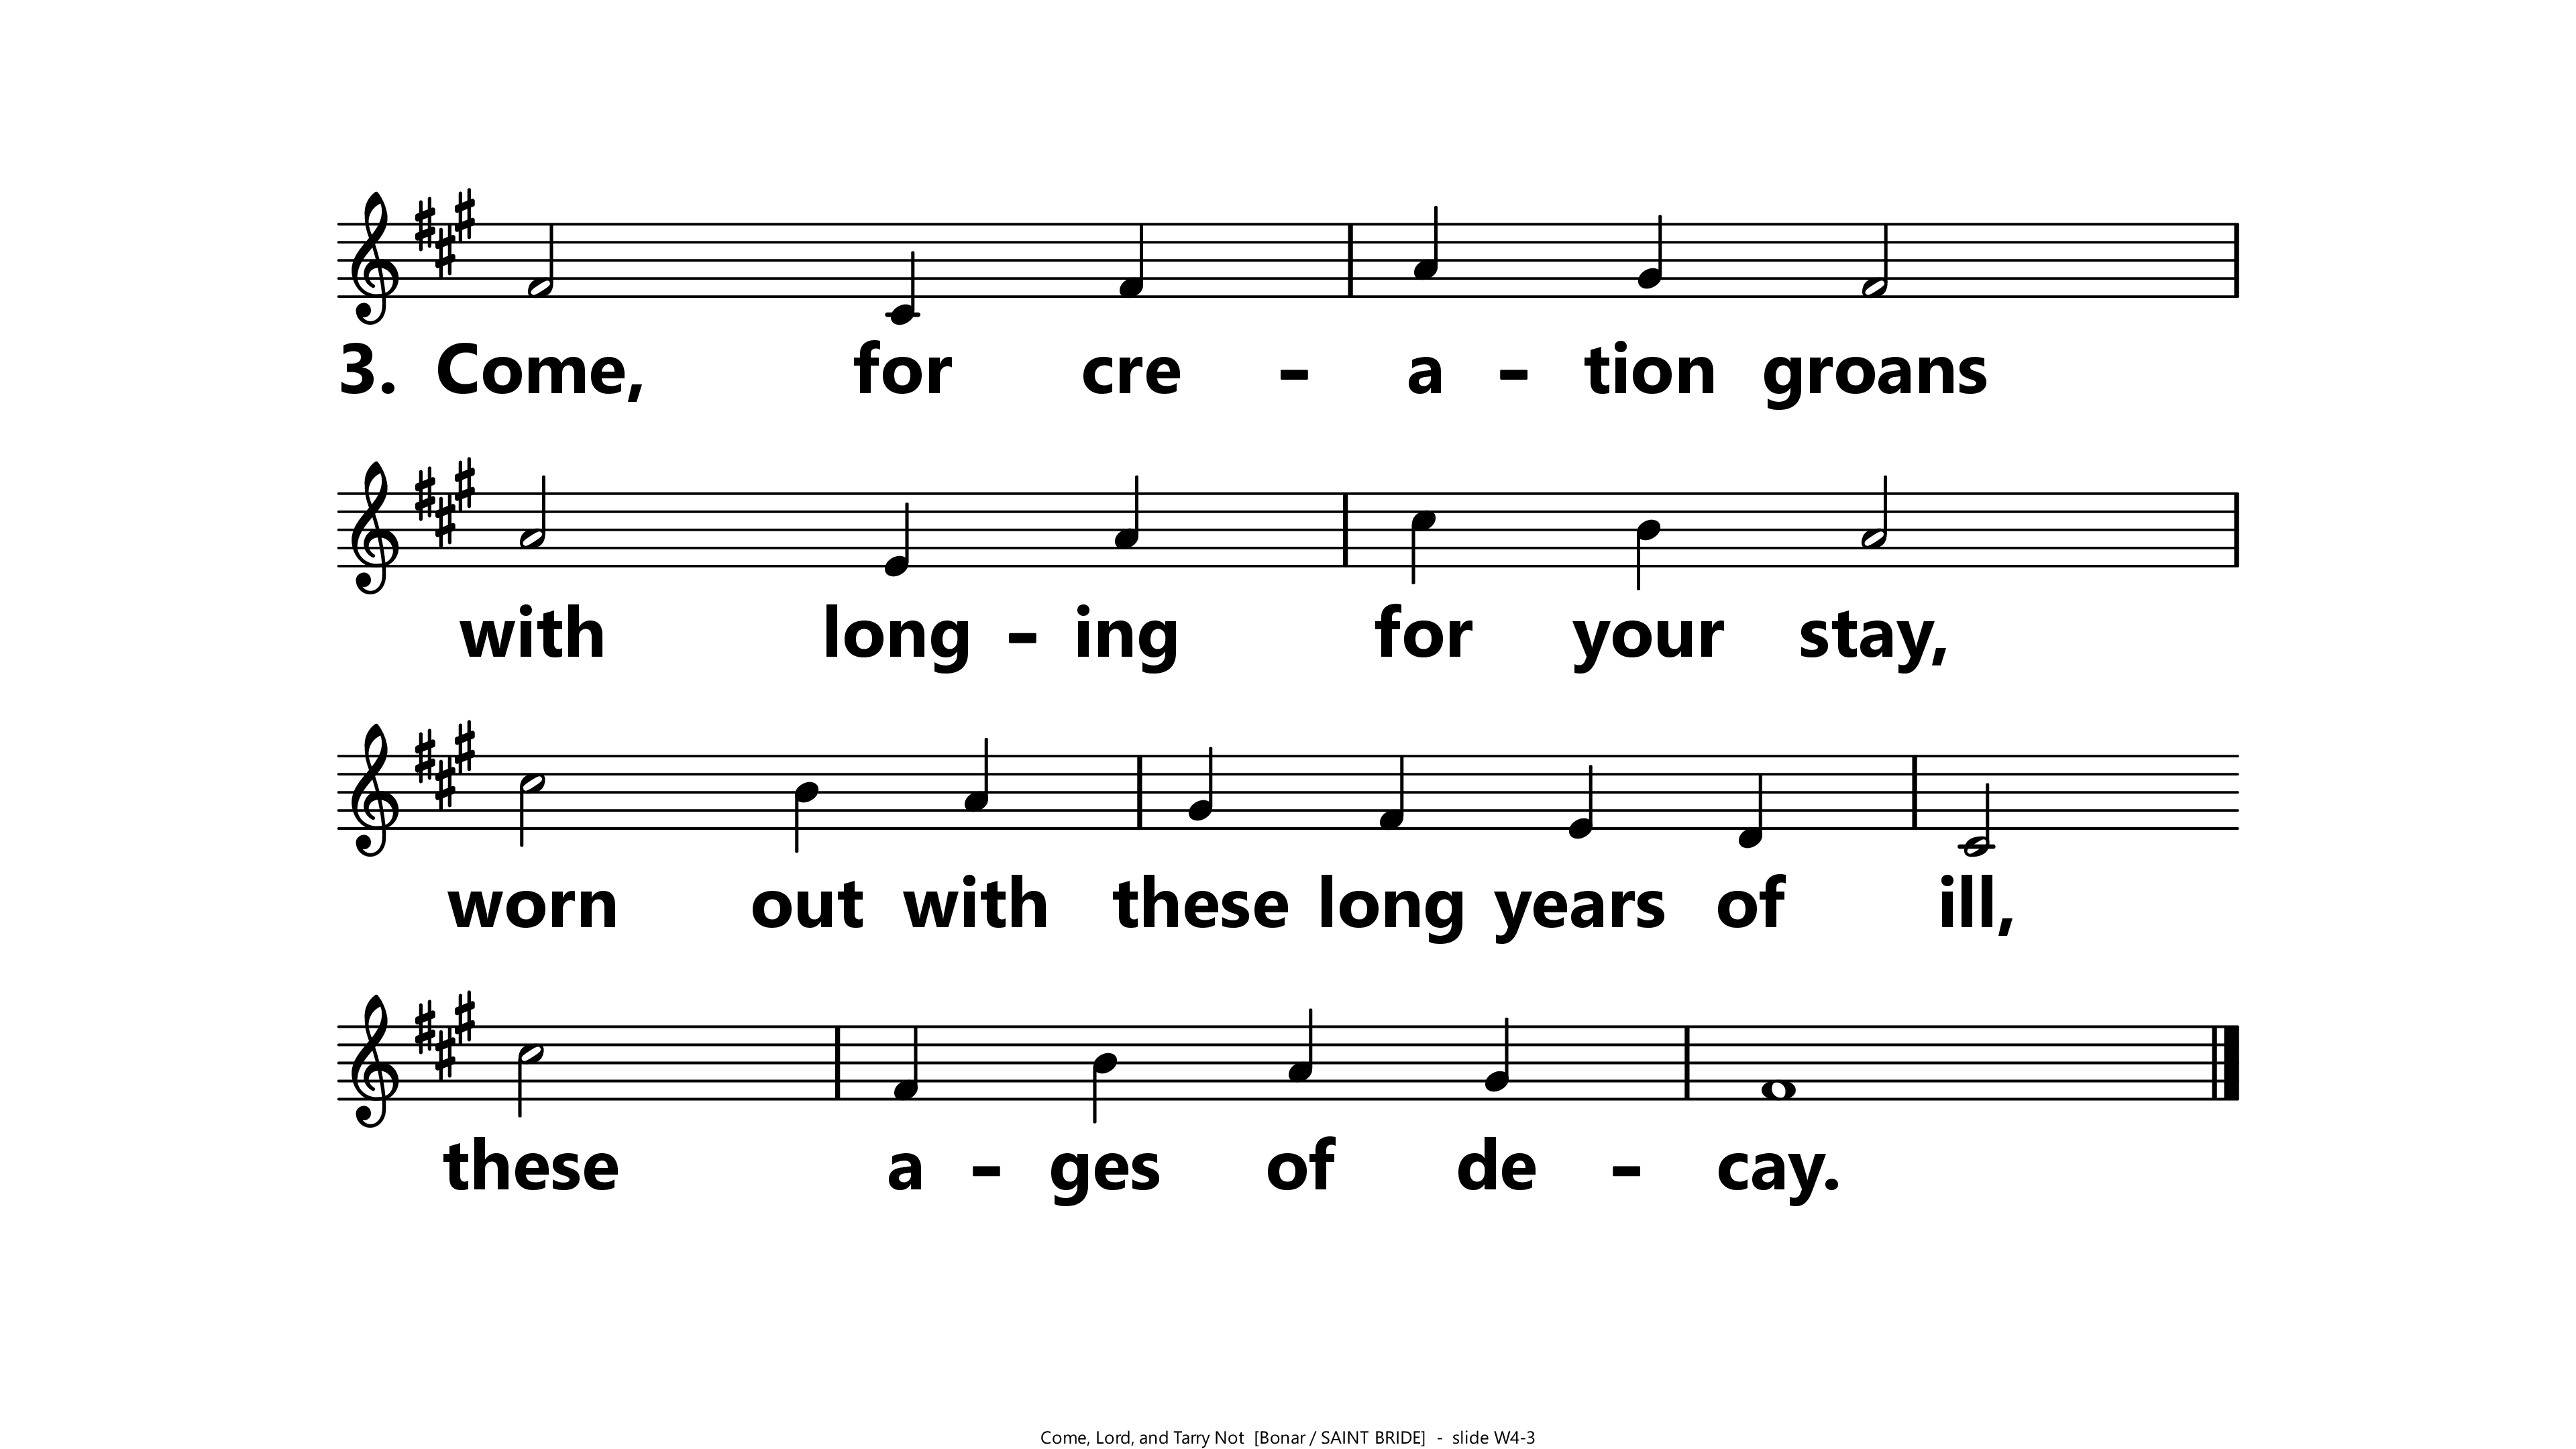 3. Come, for cre - a - tion groans
with long - ing for your stay,
worn out with these long years of ill,
these a - ges of de - cay.
Come, Lord, and Tarry Not [Bonar / SAINT BRIDE] - slide W4-3